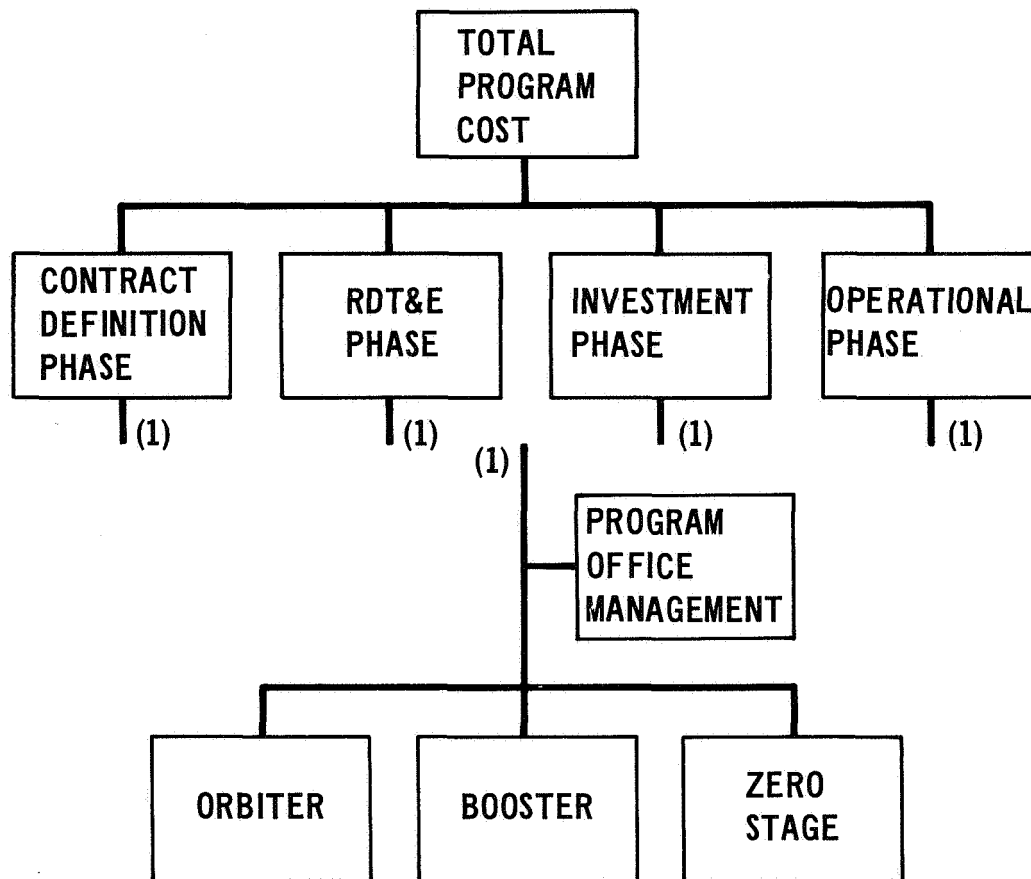 TOTAL
PROGRAM
COST
CONTRACT
DEFINITION
PHASE
RDT&E
PHASE
INVESTMENT
PHASE
OPERATIONAL
PHASE
(1)
(1)
(1)
(1)
(1)
PROGRAM
OFFICE
MANAGEMENT
ORBITER
BOOSTER
ZERO
STAGE